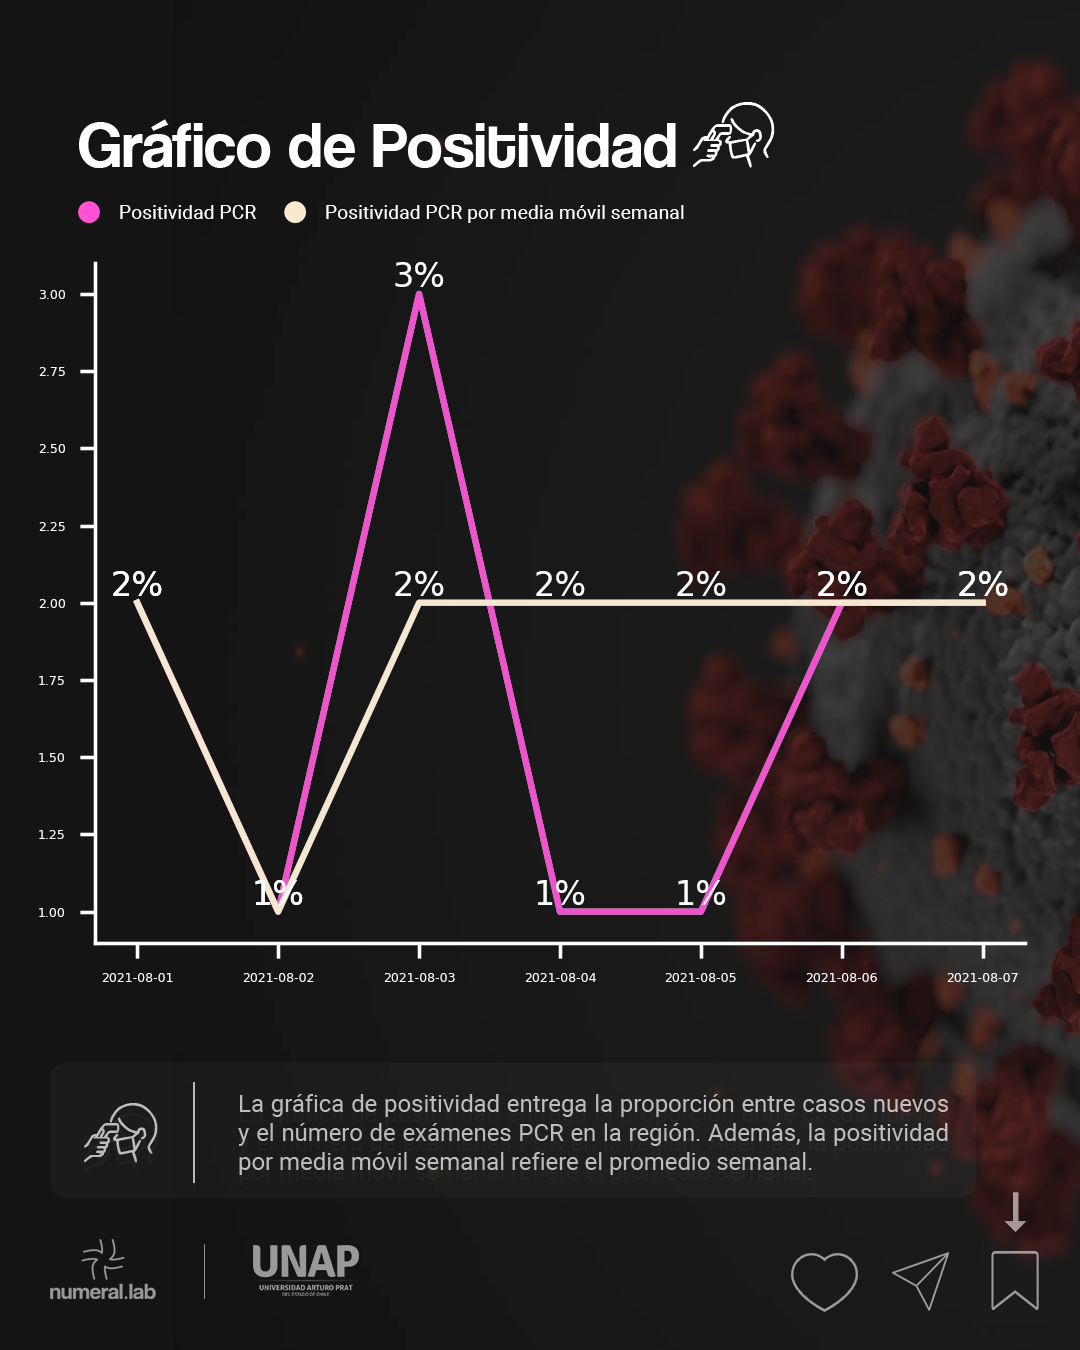 Gráfico de Positividad
Positividad PCR
Positividad PCR por media móvil semanal
3%
3.00
2.75
2.50
2.25
2% 2% 2% 2% 2% 2%
2.00
1.75
1.50
1.25
1% 1% 1%
1.00
2021-08-01 2021-08-02 2021-08-03 2021-08-04 2021-08-05 2021-08-06 2021-08-07
La gráfica de positividad entrega la proporción entre casos nuevos
y el número de exámenes PCR en la región. Además, la positividad
por media móvil semanal refiere el promedio semanal.
numeral.lab
UNAP
UNIVERSIDAD ARTURO PRAT
DEL ESTADO DE CHILE